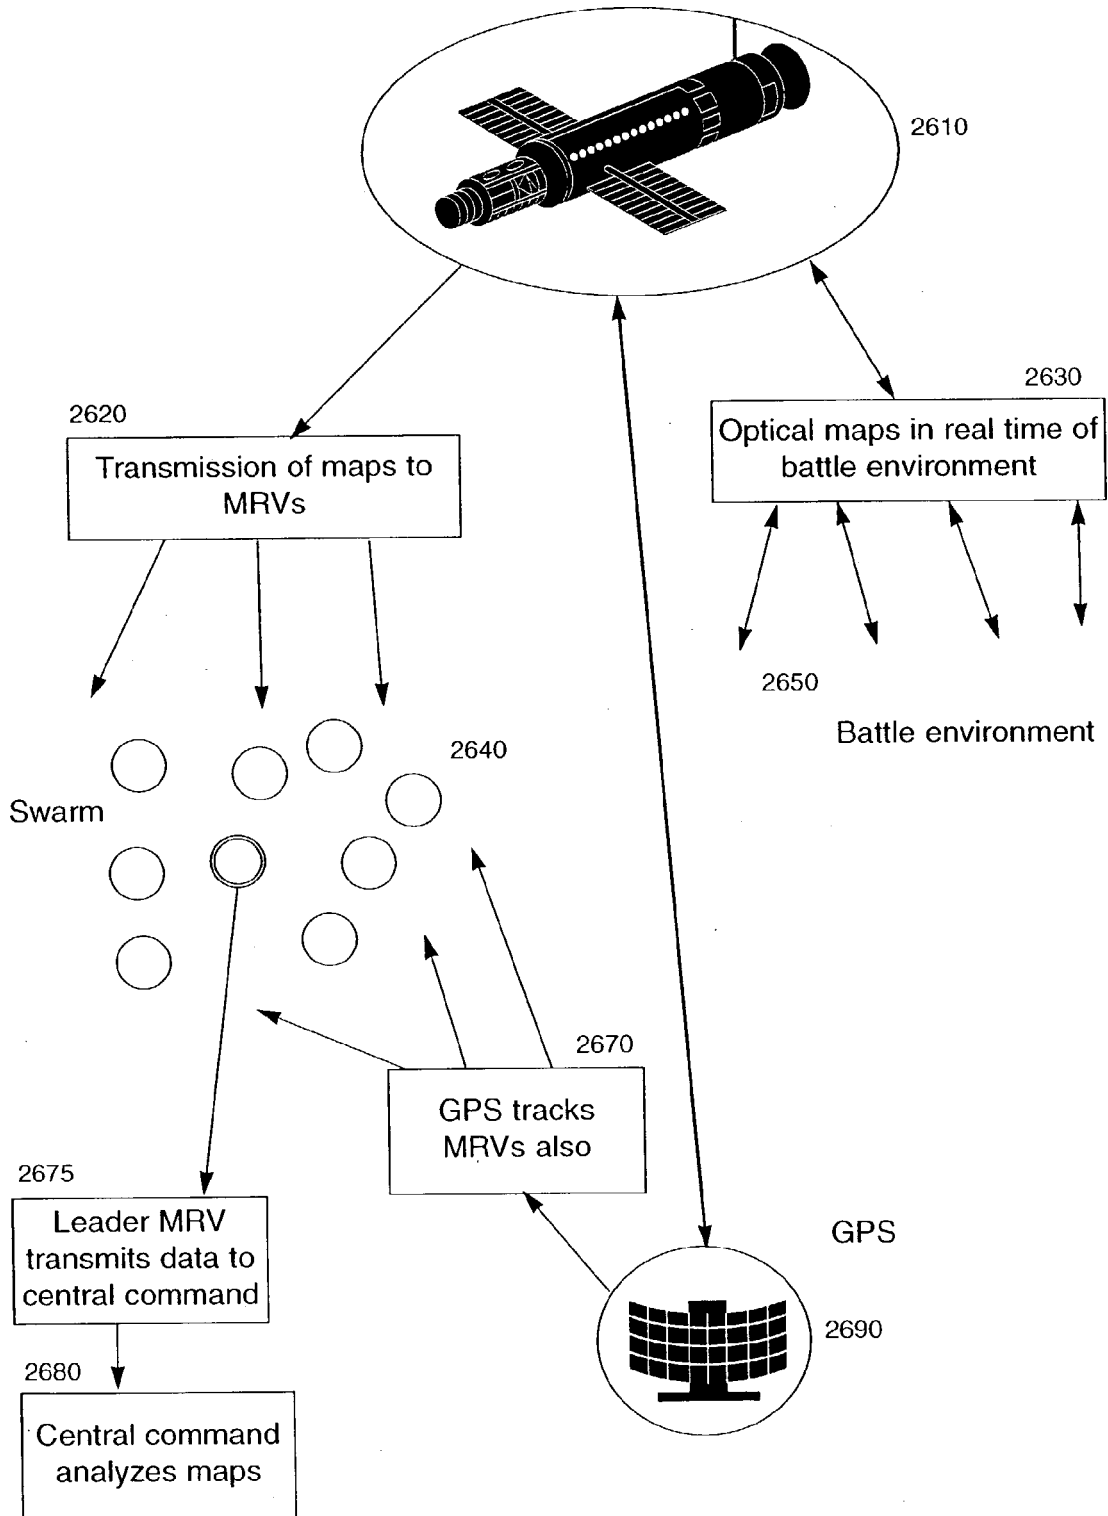 2610
2630
2620
Optical maps in real time of
battle environment
Transmission of maps to
MRVs
2650
Battle environment
2640
Swarm
2670
GPS tracks
MRVs also
2675
Leader MRV
transmits data to
central command
GPS
2690
2680
Central command
analyzes maps